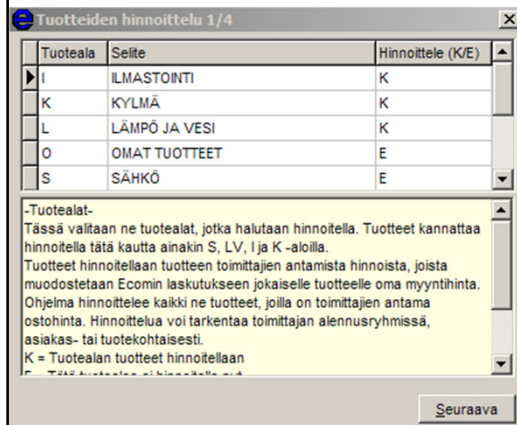 Tuotteiden hinnoittelu 1/4
Tuoteala Selite Hinnoittele (K/E)
I ILMASTOINTI K
K KYLMÄ K
L LÄMPÖ JA VESI K
O OMAT TUOTTEET E
S SÄHKÖ E
-Tuotealat-
Tässä valitaan ne tuotealat, jotka halutaan hinnoitella. Tuotteet kannattaa
hinnoitella tätä kautta ainakin S, LV, I ja K -aloilla.
Tuotteet hinnoitellaan tuotteen toimittajien antamista hinnoista, joista
muodostetaan Ecomin laskutukseen jokaiselle tuotteelle oma myyntihinta.
Ohjelma hinnoittelee kaikki ne tuotteet, joilla on toimittajien antama
ostohinta. Hinnoittelua voi tarkentaa toimittajan alennusryhmissä,
asiakas- tai tuotekohtaisesti.
K = Tuotealan tuotteet hinnoitellaan
Seuraava